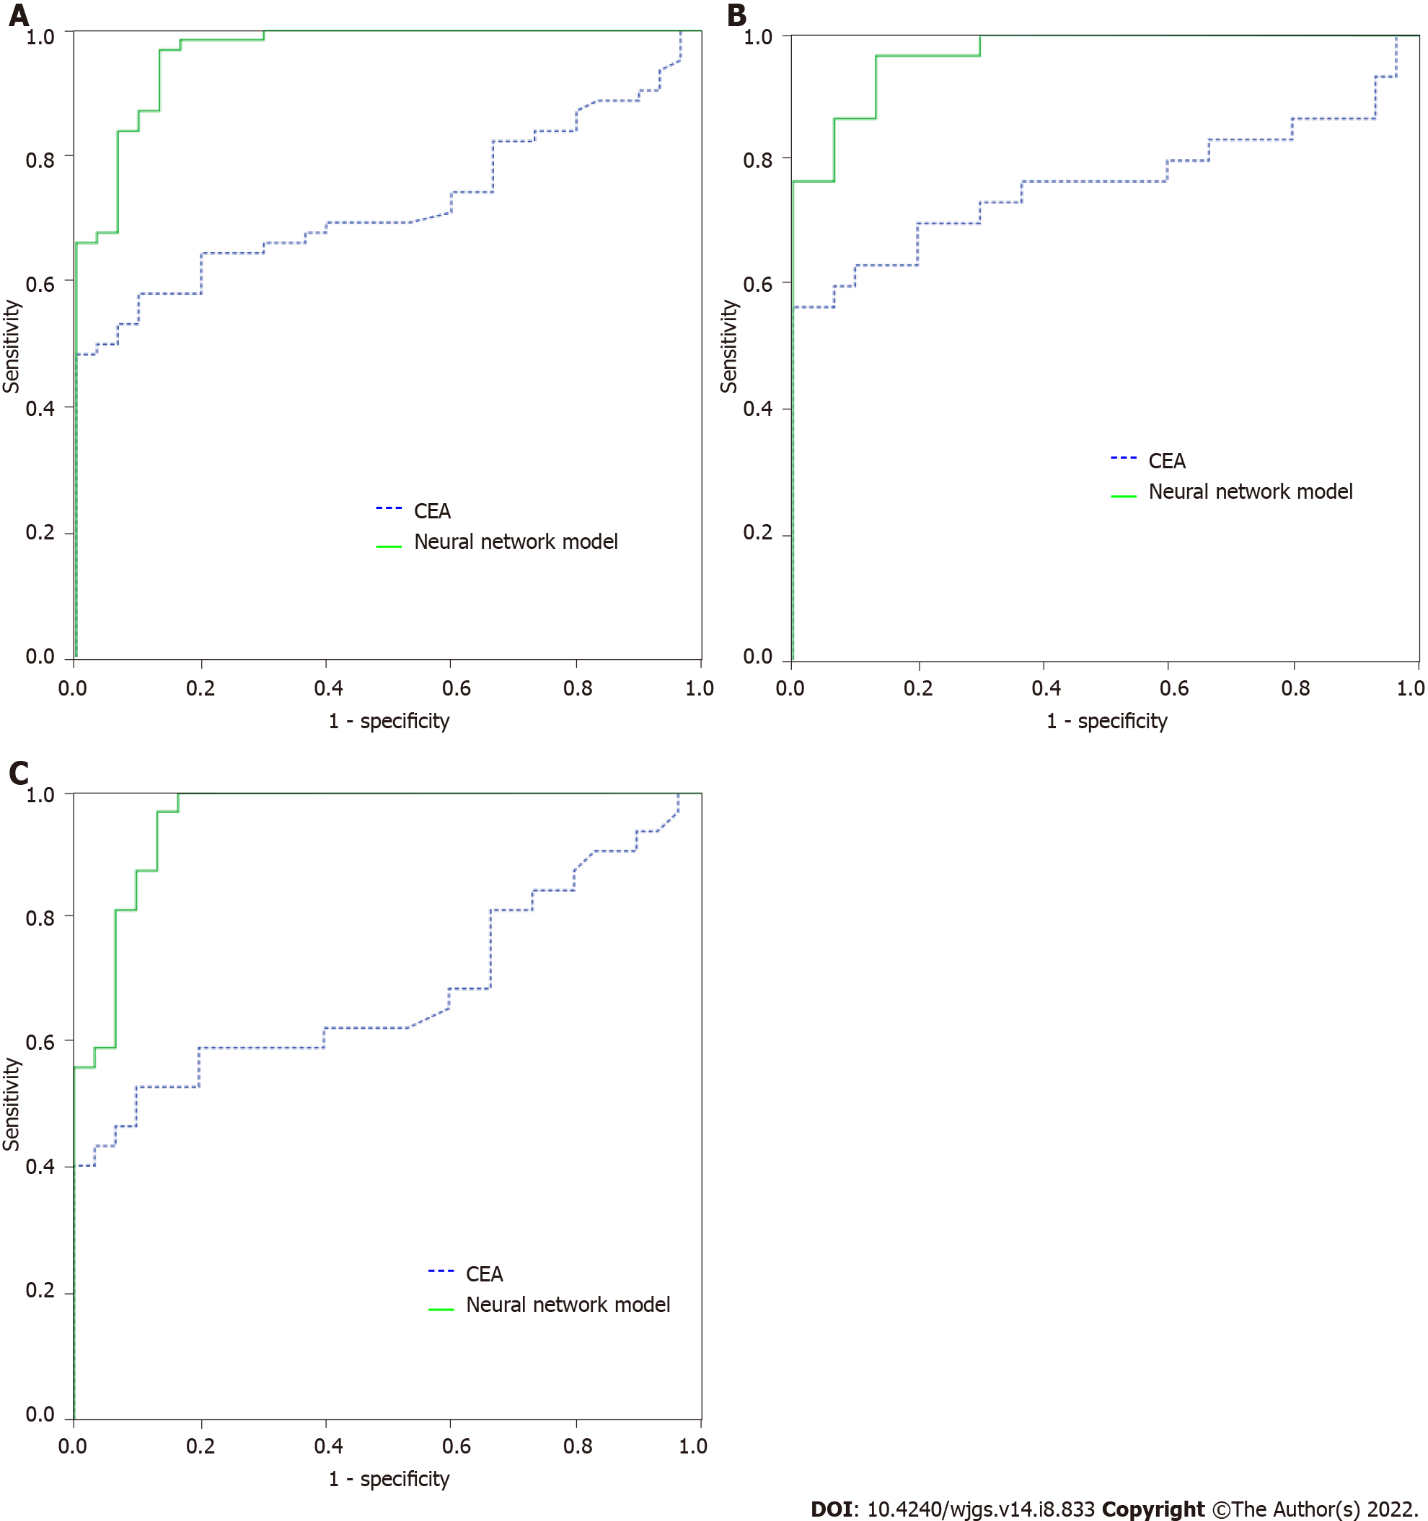 A
1.0
0.8
0.6
0.4
0.2
0.0
Sensitivity
CEA
Neural network model
0.0 0.2 0.4 0.6 0.8 1.0
1 - specificity
B
1.0
0.8
0.6
0.4
0.2
0.0
Sensitivity
CEA
Neural network model
0.0 0.2 0.4 0.6 0.8 1.0
1 - specificity
C
1.0
0.8
0.6
0.4
0.2
0.0
Sensitivity
CEA
Neural network model
0.0 0.2 0.4 0.6 0.8 1.0
1 - specificity
DOI: 10.4240/wjgs.v14.i8.833 Copyright ©The Author(s) 2022.